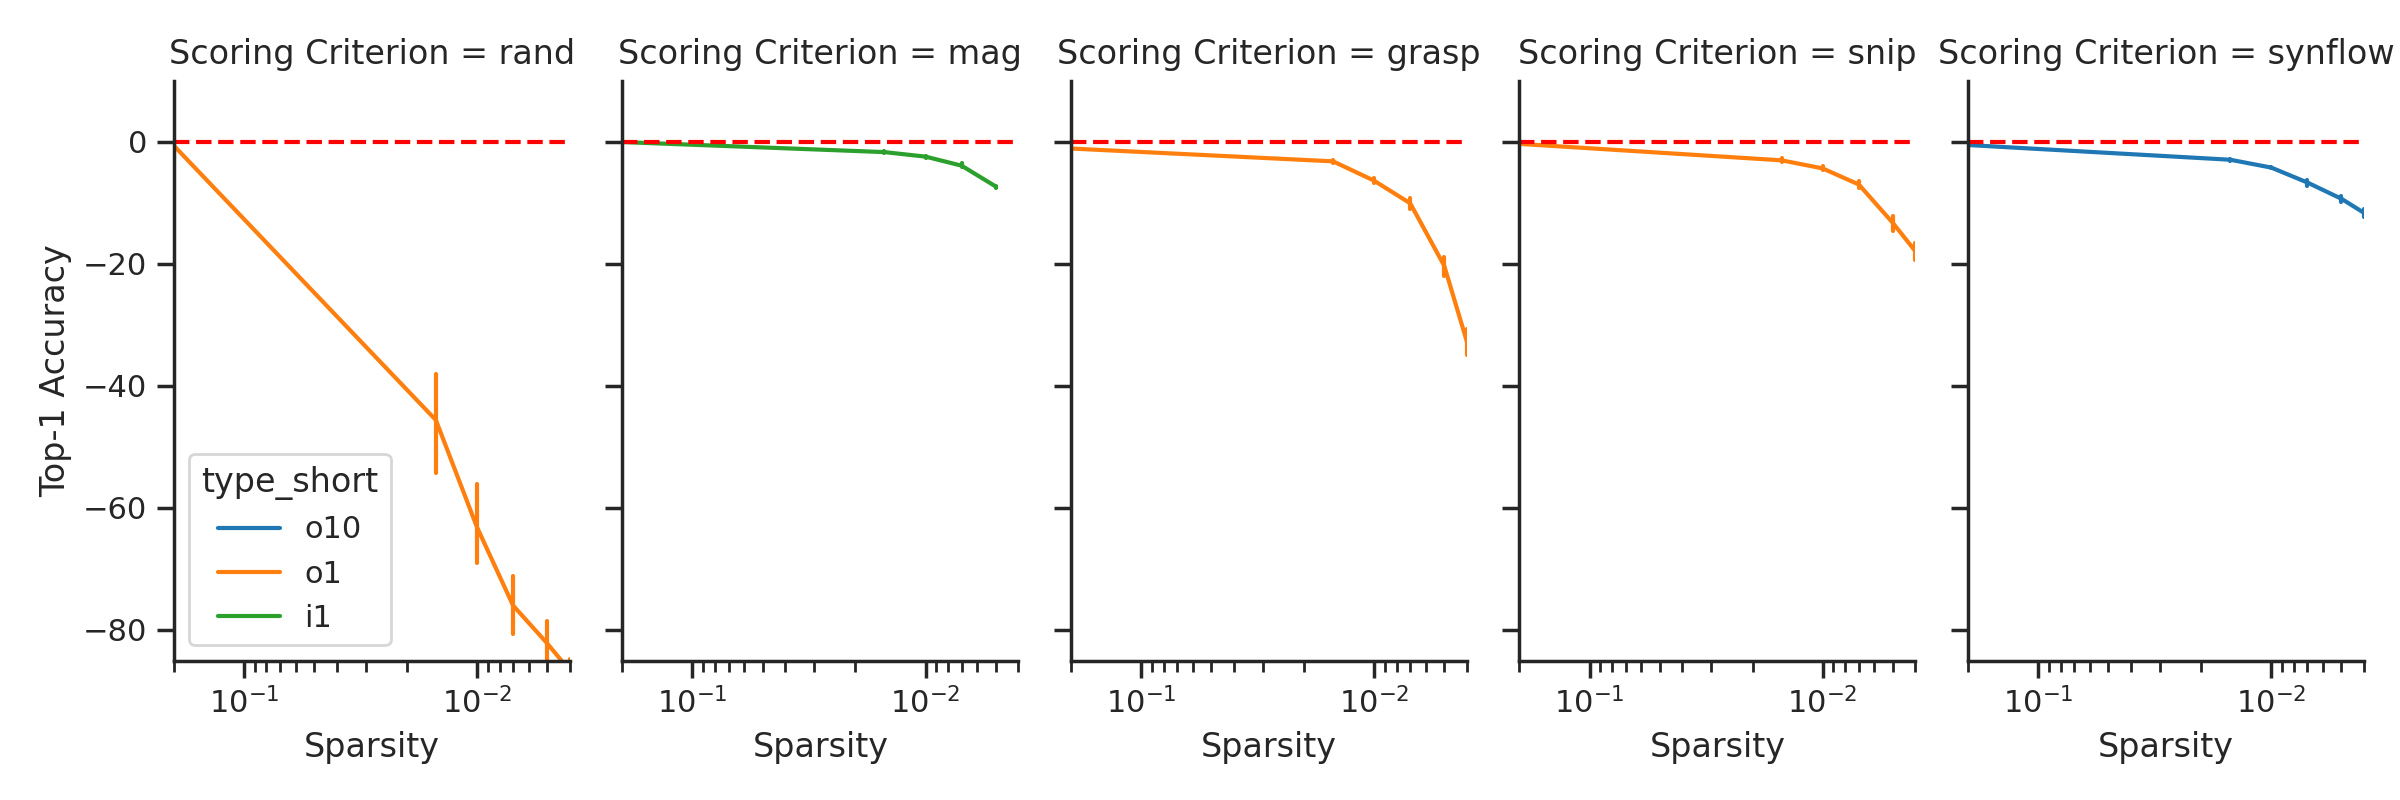 Scoring Criterion = rand
Scoring Criterion = mag
Scoring Criterion = grasp
Scoring Criterion = snip
Scoring Criterion = synflow
Top-1 Accuracy
0
−20
−40
−60
−80
type_short
o10
o1
i1
10⁻¹ 10⁻²
10⁻¹ 10⁻²
10⁻¹ 10⁻²
10⁻¹ 10⁻²
10⁻¹ 10⁻²
Sparsity
Sparsity
Sparsity
Sparsity
Sparsity